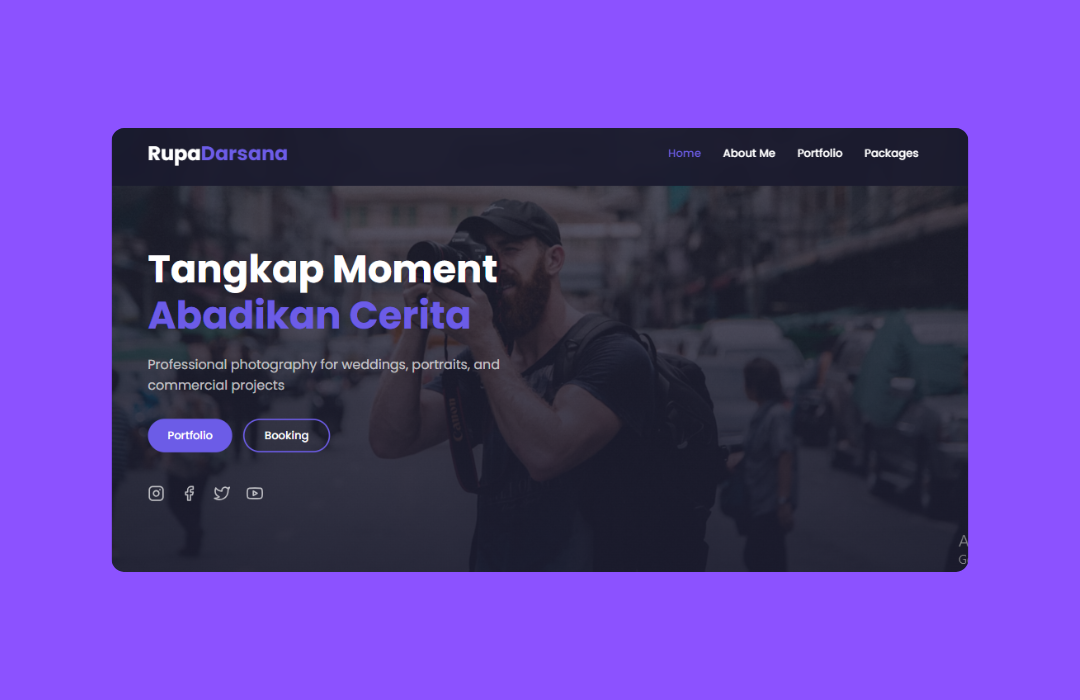 RupaDarsana
Home About Me Portfolio Packages
Tangkap Moment
Abadikan Cerita
Professional photography for weddings, portraits, and
commercial projects
Portfolio Booking
Canon